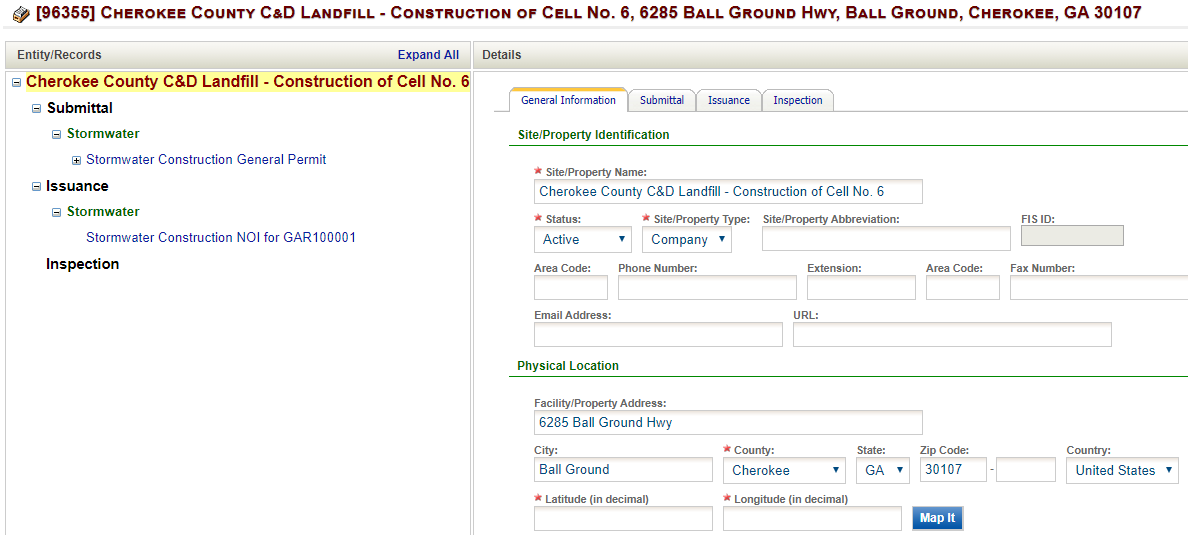 [96355] Cherokee County C&D Landfill - Construction of Cell No. 6, 6285 Ball Ground Hwy, Ball Ground, Cherokee, GA 30107
Entity/Records Expand All
Cherokee County C&D Landfill - Construction of Cell No. 6
Submittal
Stormwater
Stormwater Construction General Permit
Issuance
Stormwater
Stormwater Construction NOI for GAR100001
Inspection
Details
General Information Submittal Issuance Inspection
Site/Property Identification
* Site/Property Name:
Cherokee County C&D Landfill - Construction of Cell No. 6
* Status: * Site/Property Type: Site/Property Abbreviation: FIS ID:
Active Company
Area Code: Phone Number: Extension: Area Code: Fax Number:
Email Address: URL:
Physical Location
Facility/Property Address:
6285 Ball Ground Hwy
City: * County: State: Zip Code: Country:
Ball Ground Cherokee GA 30107 - United States
* Latitude (in decimal) * Longitude (in decimal)
Map It